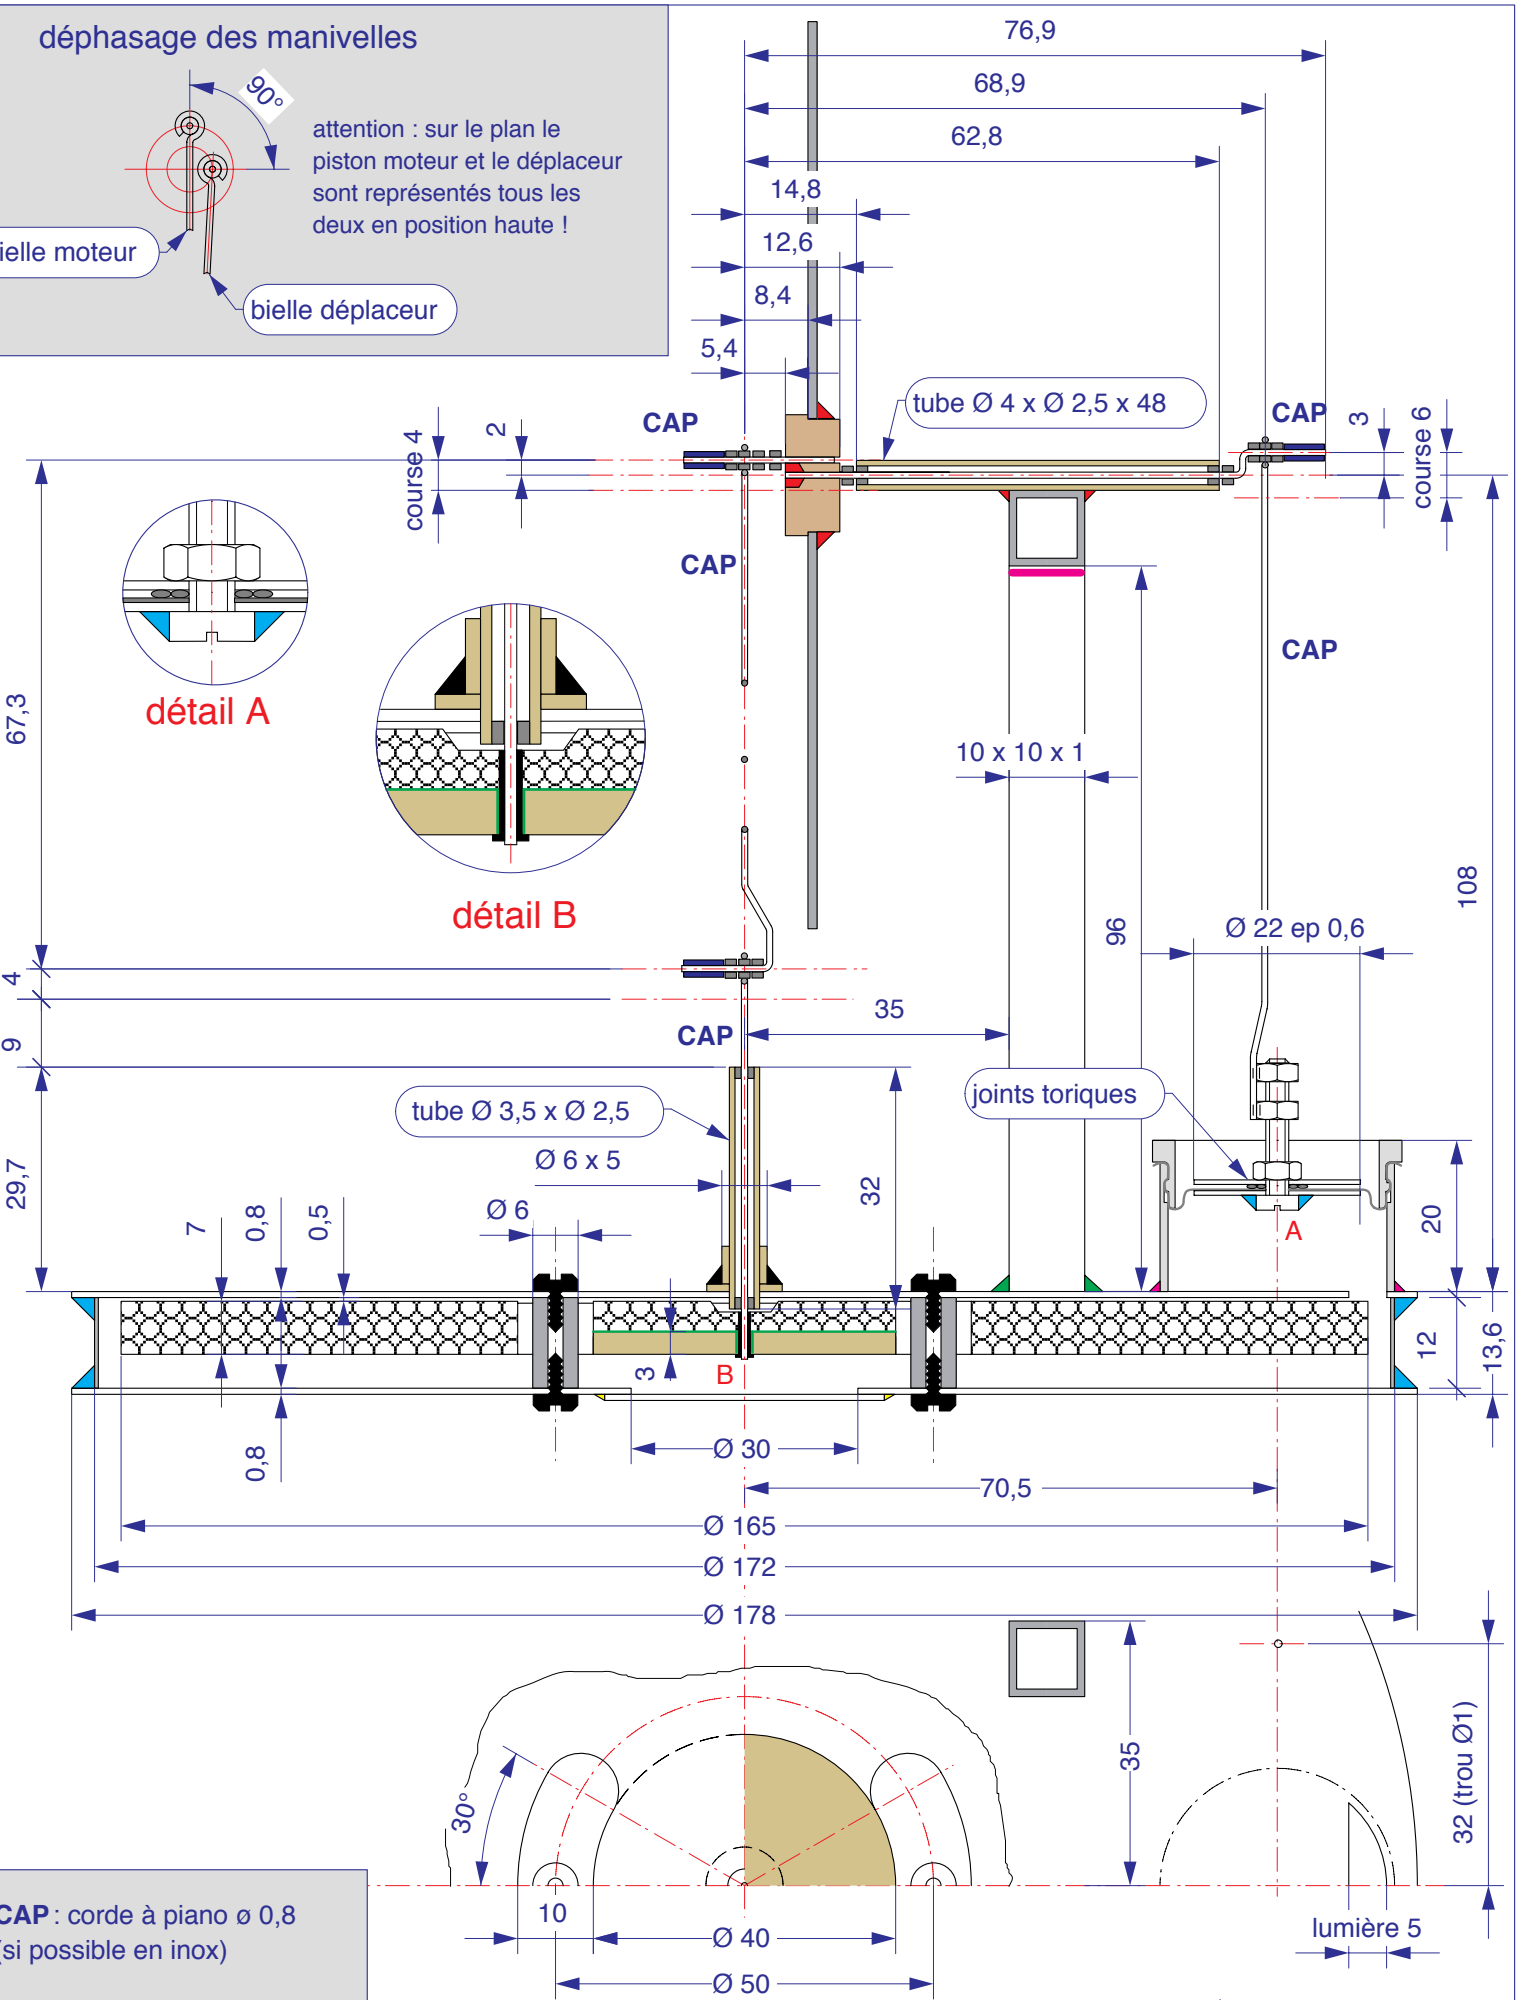 déphasage des manivelles
90°
attention : sur le plan le
piston moteur et le déplaceur
sont représentés tous les
deux en position haute !
ielle moteur
bielle déplaceur
76,9
68,9
62,8
14,8
12,6
8,4
5,4
tube Ø 4 x Ø 2,5 x 48
CAP
CAP
2
course 4
3
course 6
CAP
CAP
détail A
détail B
67,3
10 x 10 x 1
108
96
Ø 22 ep 0,6
4
9
35
CAP
joints toriques
tube Ø 3,5 x Ø 2,5
Ø 6 x 5
29,7
32
Ø 6
7
0,8
0,5
20
A
12
13,6
3
B
0,8
Ø 30
70,5
Ø 165
Ø 172
Ø 178
35
32 (trou Ø1)
30°
10
Ø 40
Ø 50
lumière 5
CAP : corde à piano ø 0,8
(si possible en inox)